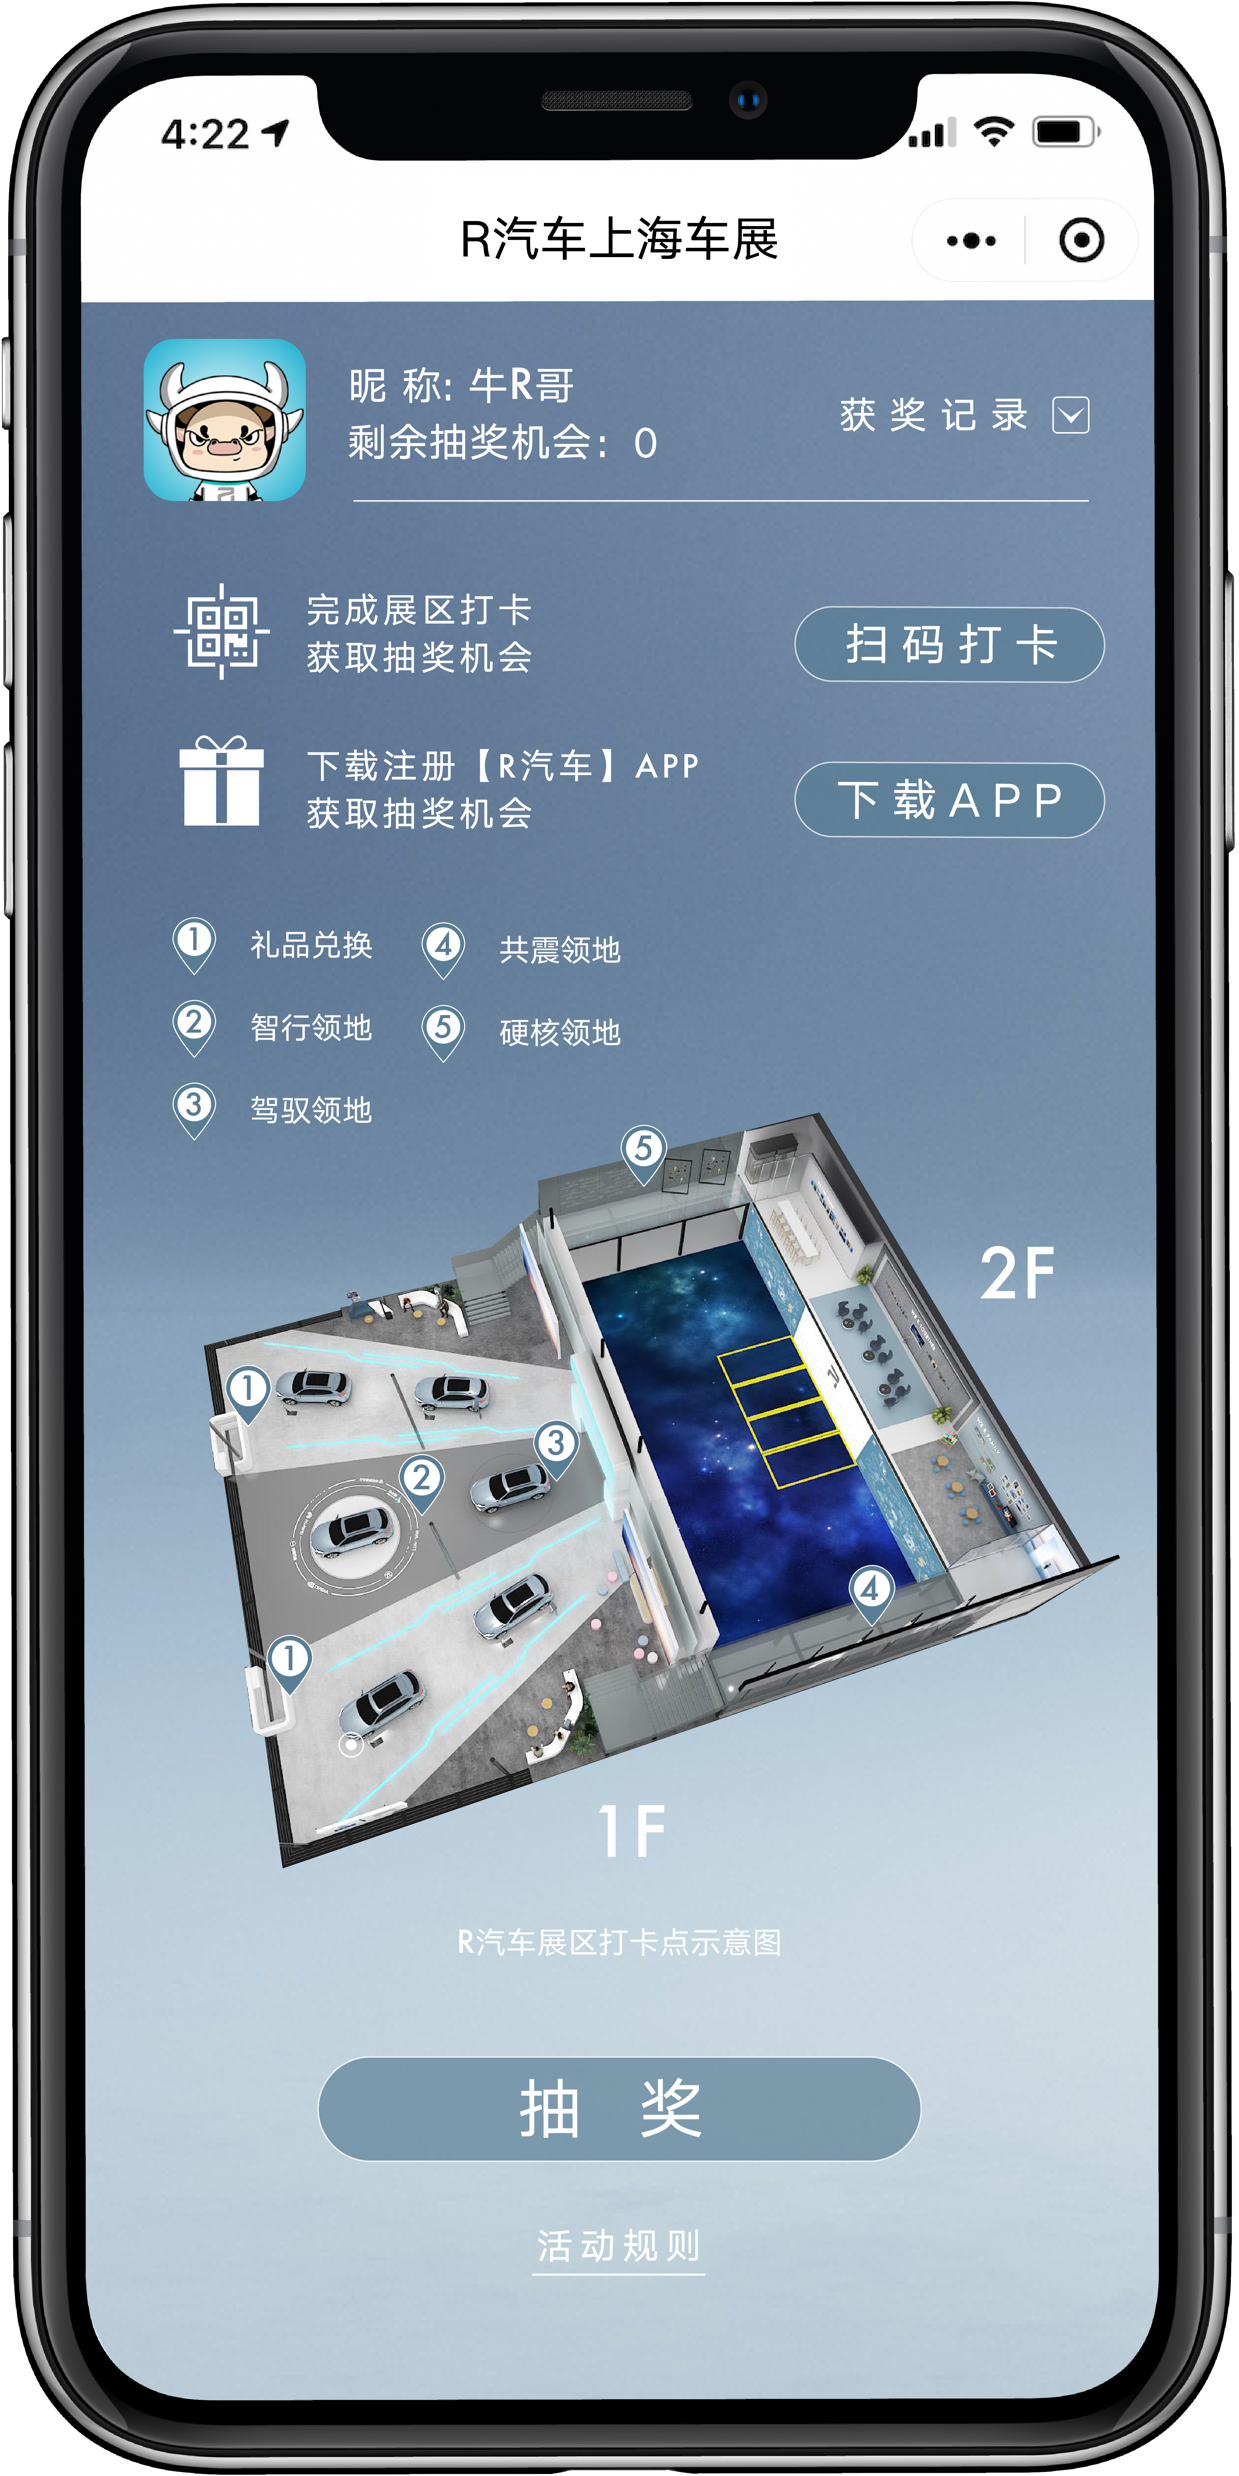 4:22
R汽车上海车展
昵 称: 牛R哥
剩余抽奖机会: 0
获奖记录
完成展区打卡
获取抽奖机会
扫码打卡
下载注册【R汽车】APP
获取抽奖机会
下载APP
1 礼品兑换
4 共震领地
2 智行领地
5 硬核领地
3 驾驭领地
5
2F
1
3
2
4
1
1F
R汽车展区打卡点示意图
抽 奖
活动规则